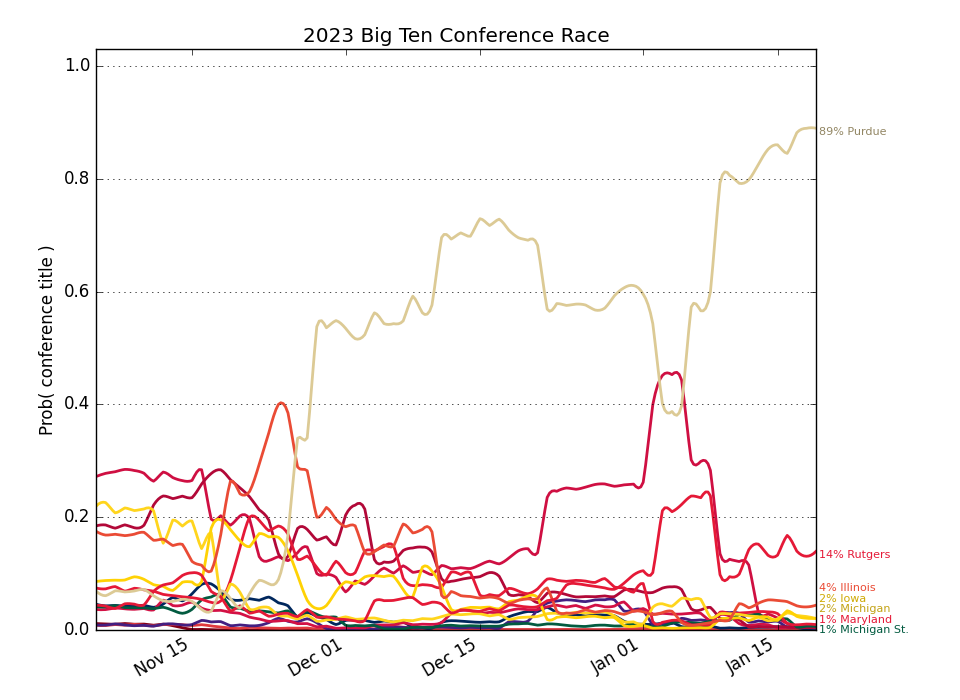 2023 Big Ten Conference Race
Prob( conference title )
1.0
0.8
0.6
0.4
0.2
0.0
Nov 15
Dec 01
Dec 15
Jan 01
Jan 15
89% Purdue
14% Rutgers
4% Illinois
2% Iowa
2% Michigan
1% Maryland
1% Michigan St.